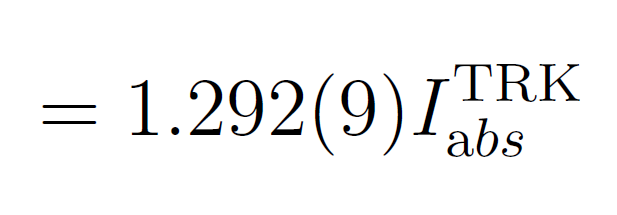 = 1.292(9)I_{abs}^{TRK}